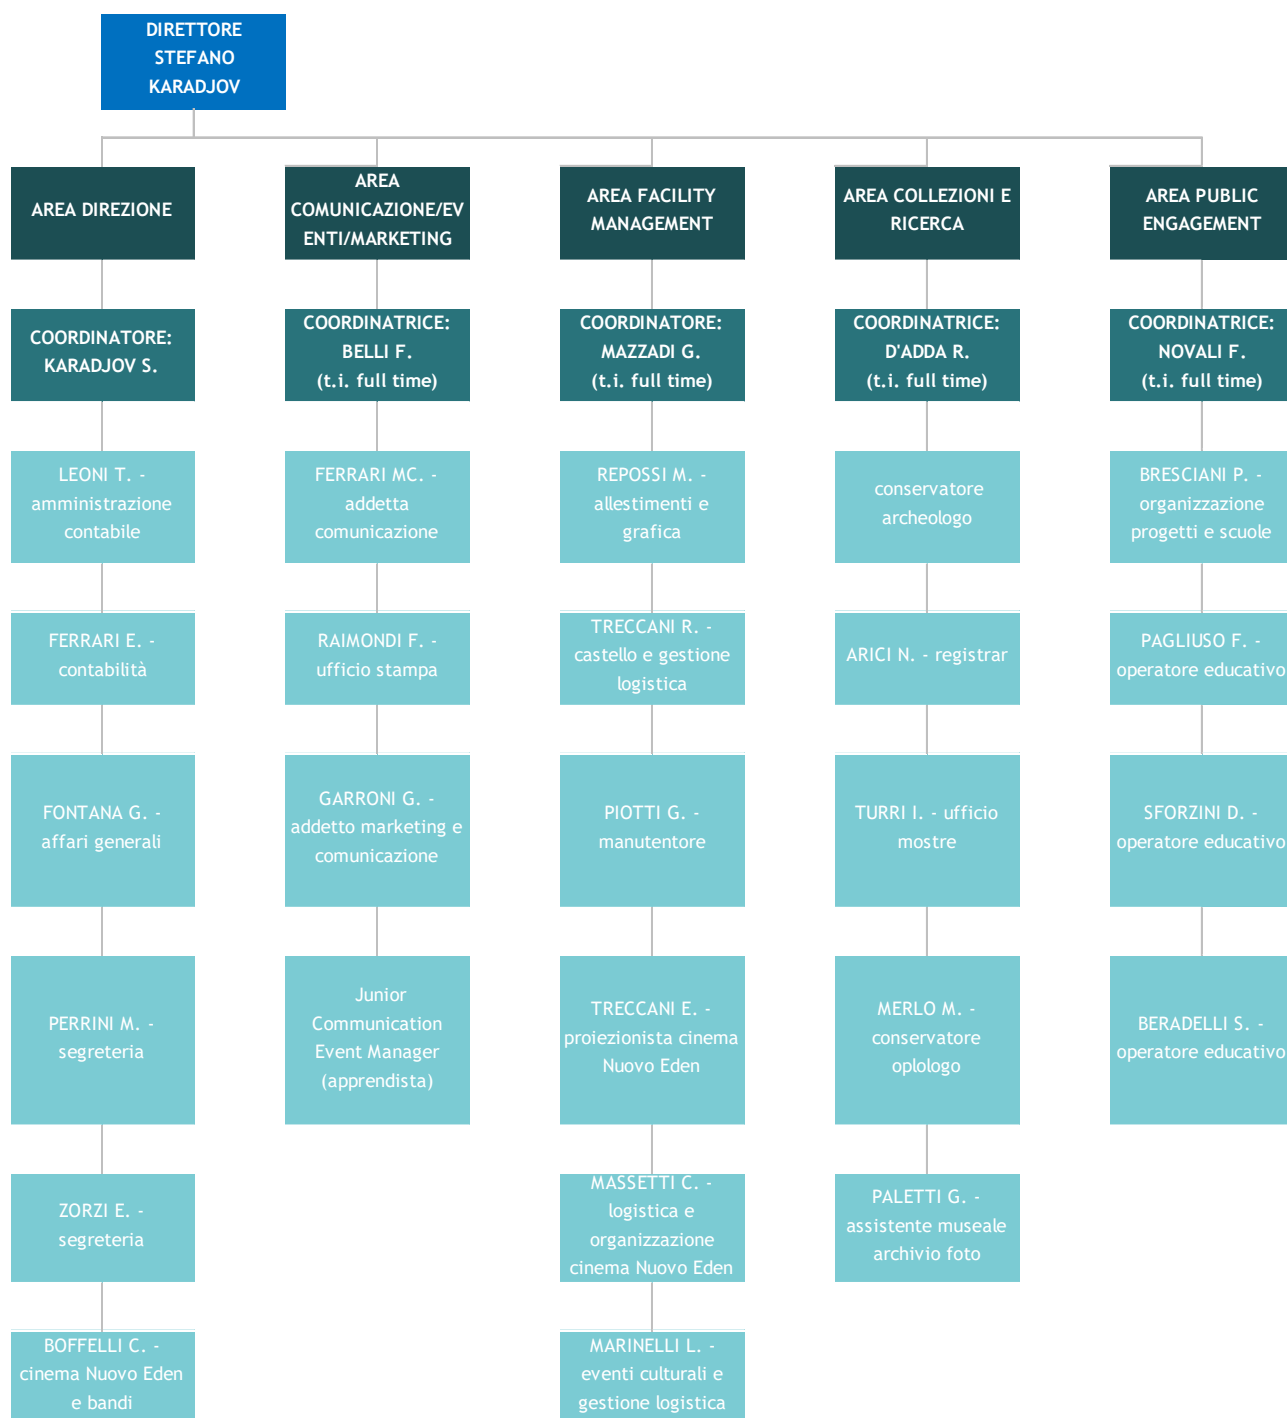 DIRETTORE
STEFANO
KARADJOV
AREA DIREZIONE
COORDINATORE:
KARADJOV S.
LEONI T. -
amministrazione
contabile
FERRARI E. -
contabilità
FONTANA G. -
affari generali
PERRINI M. -
segreteria
ZORZI E. -
segreteria
BOFFELLI C. -
cinema Nuovo Eden
e bandi
AREA
COMUNICAZIONE/EV
ENTI/MARKETING
COORDINATRICE:
BELLI F.
(t.i. full time)
FERRARI MC. -
addetta
comunicazione
RAIMONDI F. -
ufficio stampa
GARRONI G. -
addetto marketing e
comunicazione
Junior
Communication
Event Manager
(apprendista)
AREA FACILITY
MANAGEMENT
COORDINATORE:
MAZZADI G.
(t.i. full time)
REPOSSI M. -
allestimenti e
grafica
TRECCANI R. -
castello e gestione
logistica
PIOTTI G. -
manutentore
TRECCANI E. -
proiezionista cinema
Nuovo Eden
MASSETTI C. -
logistica e
organizzazione
cinema Nuovo Eden
MARINELLI L. -
eventi culturali e
gestione logistica
AREA COLLEZIONI E
RICERCA
COORDINATRICE:
D'ADDA R.
(t.i. full time)
conservatore
archeologo
ARICI N. - registrar
TURRI I. - ufficio
mostre
MERLO M. -
conservatore
oplologo
PALETTI G. -
assistente museale
archivio foto
AREA PUBLIC
ENGAGEMENT
COORDINATRICE:
NOVALI F.
(t.i. full time)
BRESCIANI P. -
organizzazione
progetti e scuole
PAGLIUSO F. -
operatore educativo
SFORZINI D. -
operatore educativo
BERADELLI S. -
operatore educativo